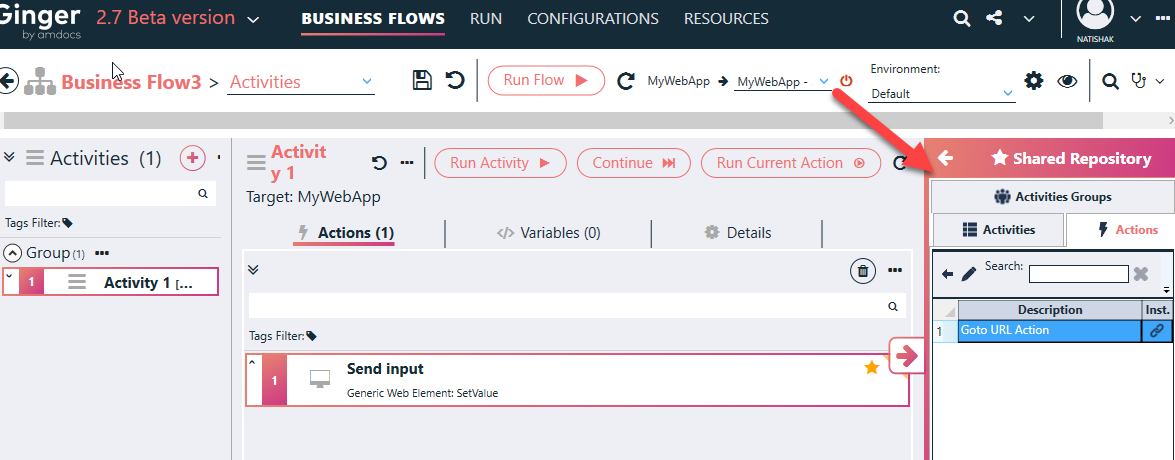 Ginger
by amdocs
2.7 Beta version
BUSINESS FLOWS
RUN
CONFIGURATIONS
RESOURCES
NATISHAK
Business Flow3 > Activities
Run Flow
MyWebApp
MyWebApp -
Environment:
Default
Activities (1)
Tags Filter:
Group (1)
1
Activity 1 [...
Activit
y 1
Run Activity
Continue
Run Current Action
Target: MyWebApp
Actions (1)
Variables (0)
Details
Tags Filter:
1
Send input
Generic Web Element: SetValue
Shared Repository
Activities Groups
Activities
Actions
Search:
Description
Inst.
1
Goto URL Action